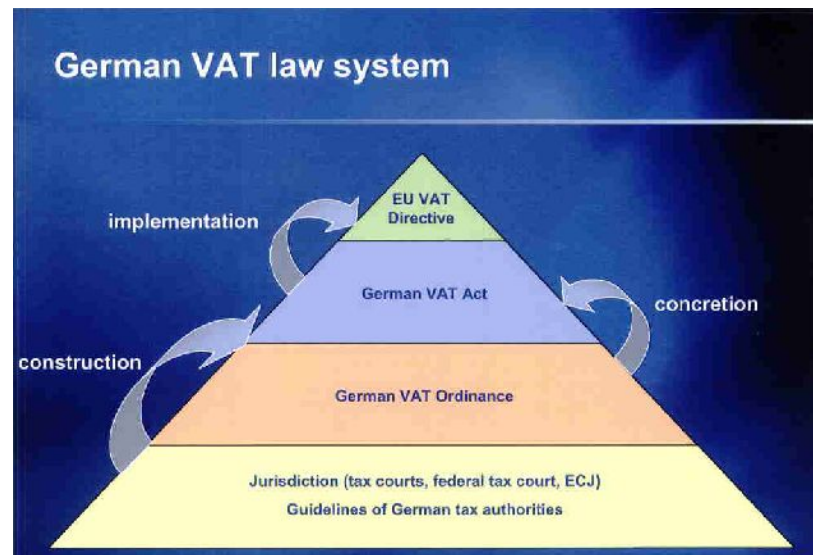 German VAT law system
EU VAT
Directive
implementation
German VAT Act
concretion
construction
German VAT Ordinance
Jurisdiction (tax courts, federal tax court, ECJ)
Guidelines of German tax authorities